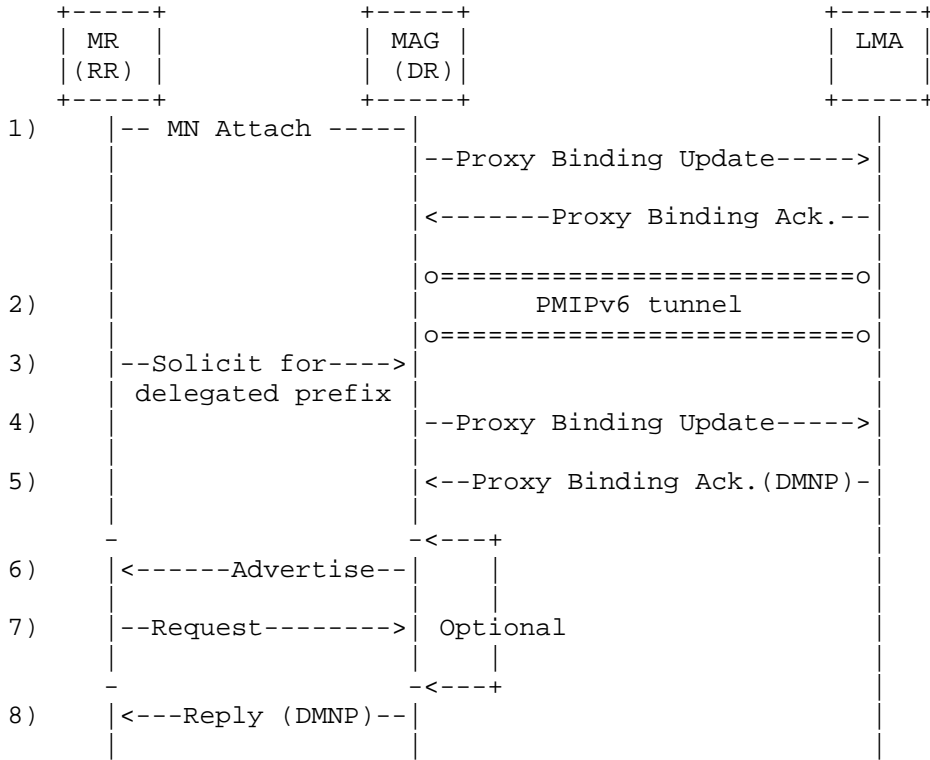 MR MAG LMA
(RR) (DR)
1) -- MN Attach -----
--Proxy Binding Update----->
<-------Proxy Binding Ack.--
o==========================o
2) PMIPv6 tunnel
o==========================o
3) --Solicit for---->
delegated prefix
4) --Proxy Binding Update----->
5) <--Proxy Binding Ack.(DMNP)-
- -<---+
6) <------Advertise--
7) --Request--------> Optional
- -<---+
8) <---Reply (DMNP)--